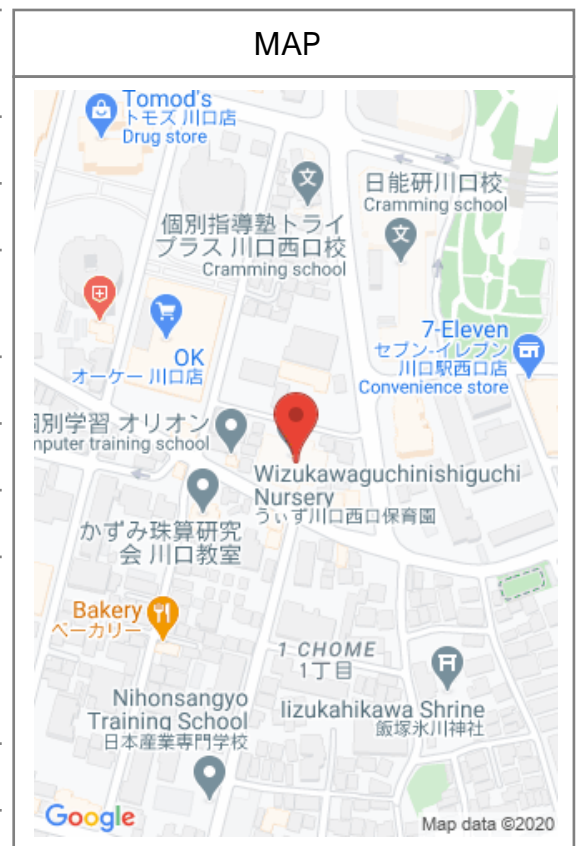 MAP
Tomod's
トモズ 川口店
Drug store
日能研川口校
Cramming school
個別指導塾トライ
プラス 川口西口校
Cramming school
7-Eleven
セブン-イレブン
川口駅西口店
Convenience store
OK
オーケー 川口店
別学習 オリオン
mputer training school
Wizukawaguchinishiguchi
Nursery
うぃず川口西口保育園
かずみ珠算研究
会 川口教室
Bakery
ベーカリー
1 CHOME
1丁目
Iizukahikawa Shrine
飯塚氷川神社
Nihonsangyo
Training School
日本産業専門学校
Google
Map data ©2020